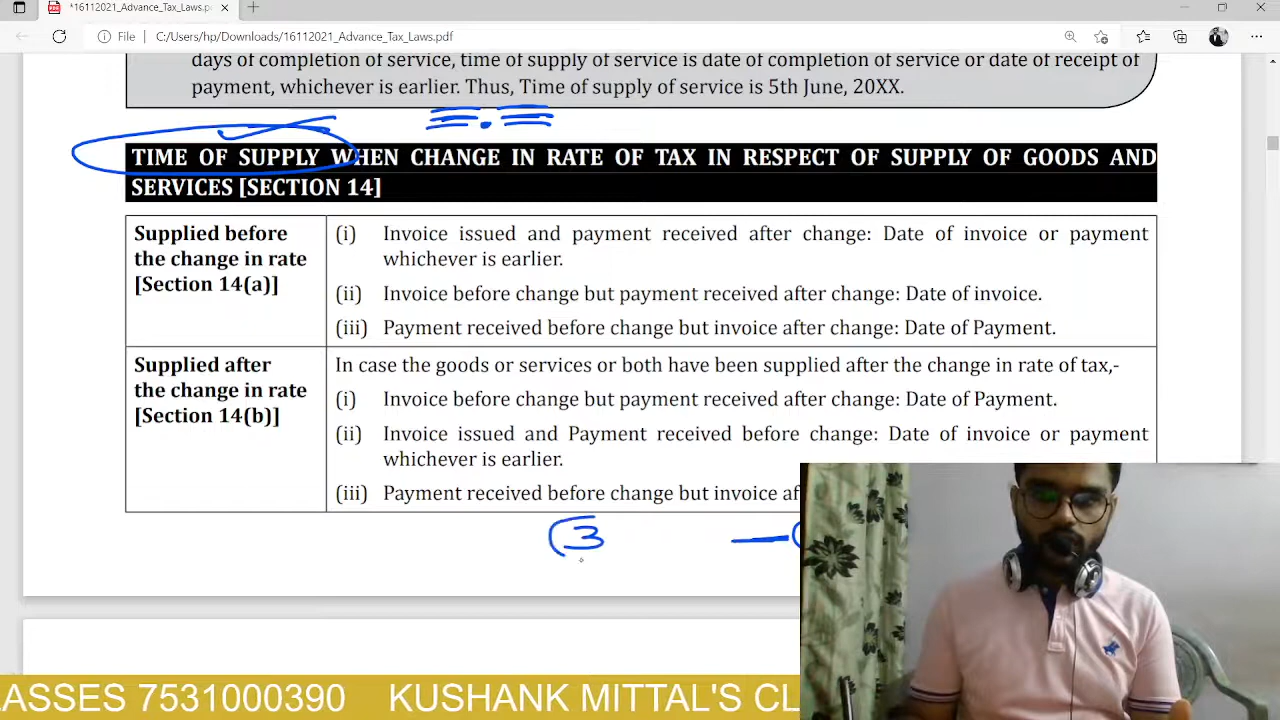 *16112021_Advance_Tax_Laws.p
File
C:/Users/hp/Downloads/16112021_Advance_Tax_Laws.pdf
days of completion of service, time of supply of service is date of completion of service or date of receipt of
payment, whichever is earlier. Thus, Time of supply of service is 5th June, 20XX.
TIME OF SUPPLY WHEN CHANGE IN RATE OF TAX IN RESPECT OF SUPPLY OF GOODS AND
SERVICES [SECTION 14]
Supplied before
the change in rate
[Section 14(a)]
(i) Invoice issued and payment received after change: Date of invoice or payment
whichever is earlier.
(ii) Invoice before change but payment received after change: Date of invoice.
(iii) Payment received before change but invoice after change: Date of Payment.
Supplied after
the change in rate
[Section 14(b)]
In case the goods or services or both have been supplied after the change in rate of tax,-
(i) Invoice before change but payment received after change: Date of Payment.
(ii) Invoice issued and Payment received before change: Date of invoice or payment
whichever is earlier.
(iii) Payment received before change but invoice af
(3
ASSES 7531000390 KUSHANK MITTAL'S CL